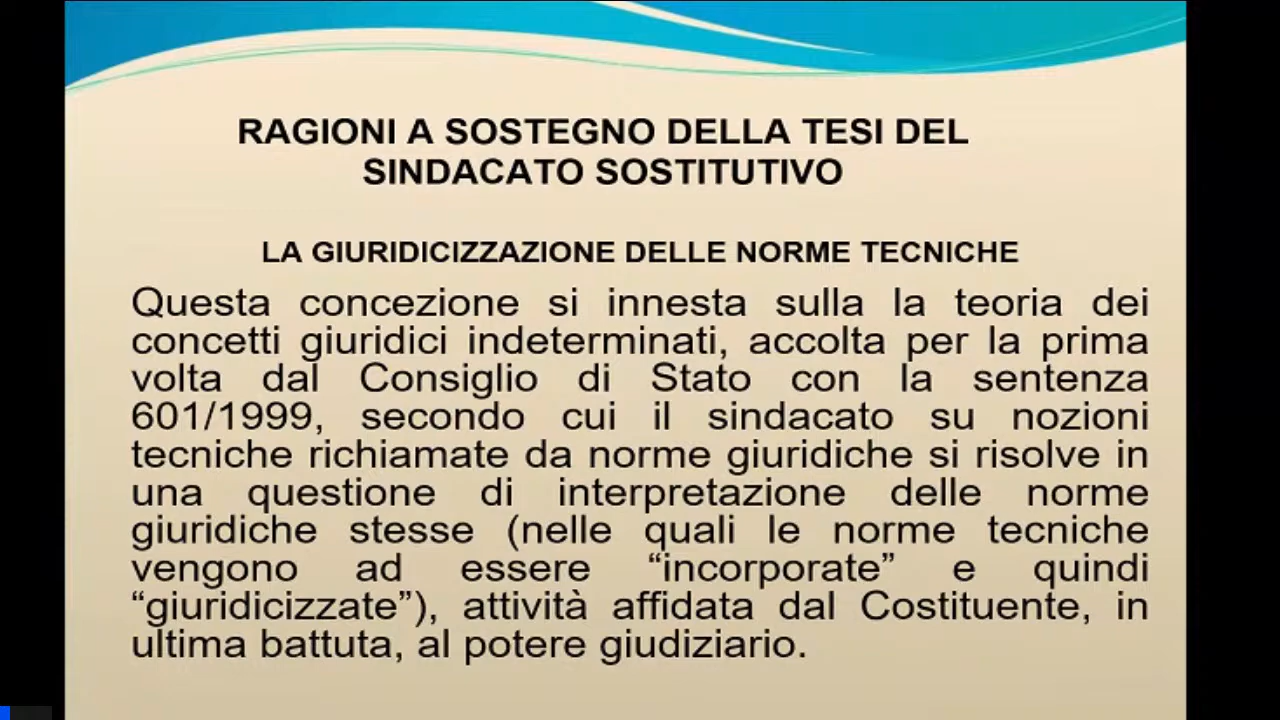 RAGIONI A SOSTEGNO DELLA TESI DEL
SINDACATO SOSTITUTIVO
LA GIURIDICIZZAZIONE DELLE NORME TECNICHE
Questa concezione si innesta sulla la teoria dei
concetti giuridici indeterminati, accolta per la prima
volta dal Consiglio di Stato con la sentenza
601/1999, secondo cui il sindacato su nozioni
tecniche richiamate da norme giuridiche si risolve in
una questione di interpretazione delle norme
giuridiche stesse (nelle quali le norme tecniche
vengono ad essere “incorporate” e quindi
“giuridicizzate”), attività affidata dal Costituente, in
ultima battuta, al potere giudiziario.